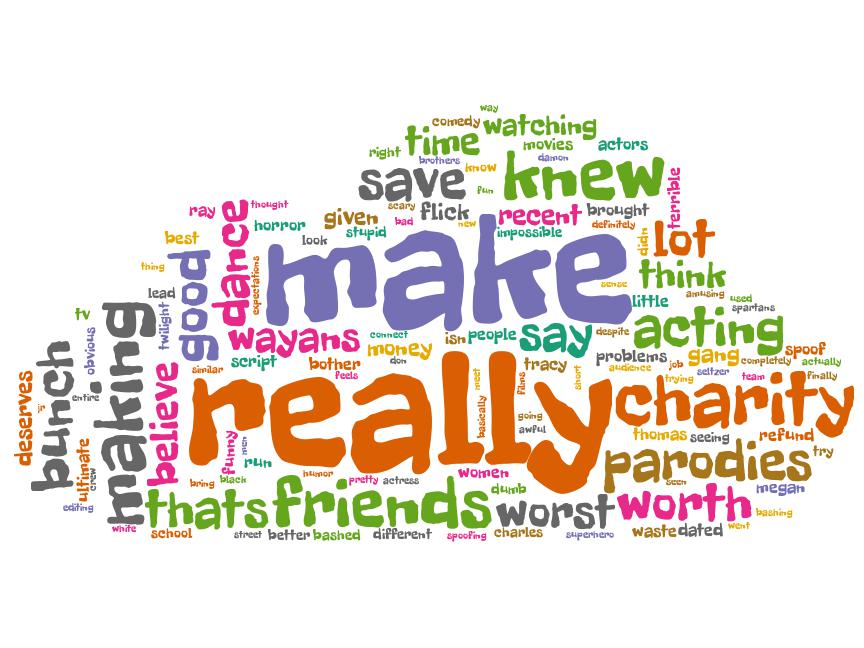 way
comedy watching
time
right
movies actors
brothers
know
damon
save
fun
knew
terrible
ray
thought
dance
horror
given
scary
flick
bad
new
recent
brought
impossible
definitely
stupid
look
best
thing
good
expectations
make
didn
lot
think
sense
little
amusing used
spartans
lead
twilight
tv
obvious
making
wayans
connect
money
don
isn people say
despite
acting
script
similar
bother
feels
tracy
short
problems
audience
gang
job
completely
spoof
actually
seltzer
trying
team
finally
bunch
deserves
jr
entire
believe
really
meet
basically
films
going
awful
charity
thomas seeing
refund
ultimate
crew
funny
men
run
parodies
try
seen
megan
editing
bring black
humor
pretty actress
women
dumb
thats friends worst worth
bashing
white
school
street better bashed different
spoofing charles
superhero
waste dated
went